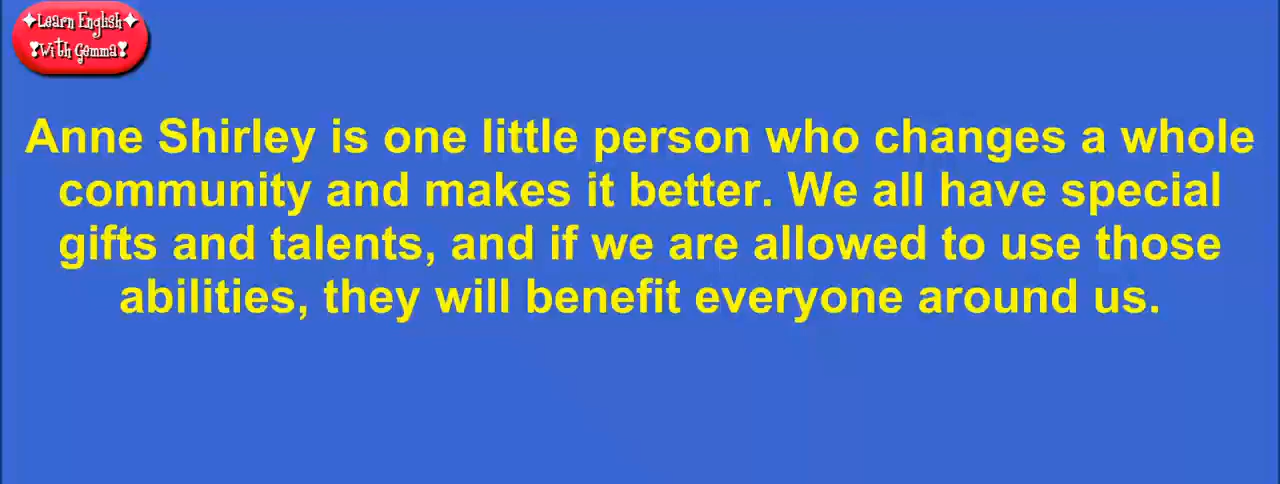 ✦Learn English✦
❣With Gemma❣
Anne Shirley is one little person who changes a whole
community and makes it better. We all have special
gifts and talents, and if we are allowed to use those
abilities, they will benefit everyone around us.